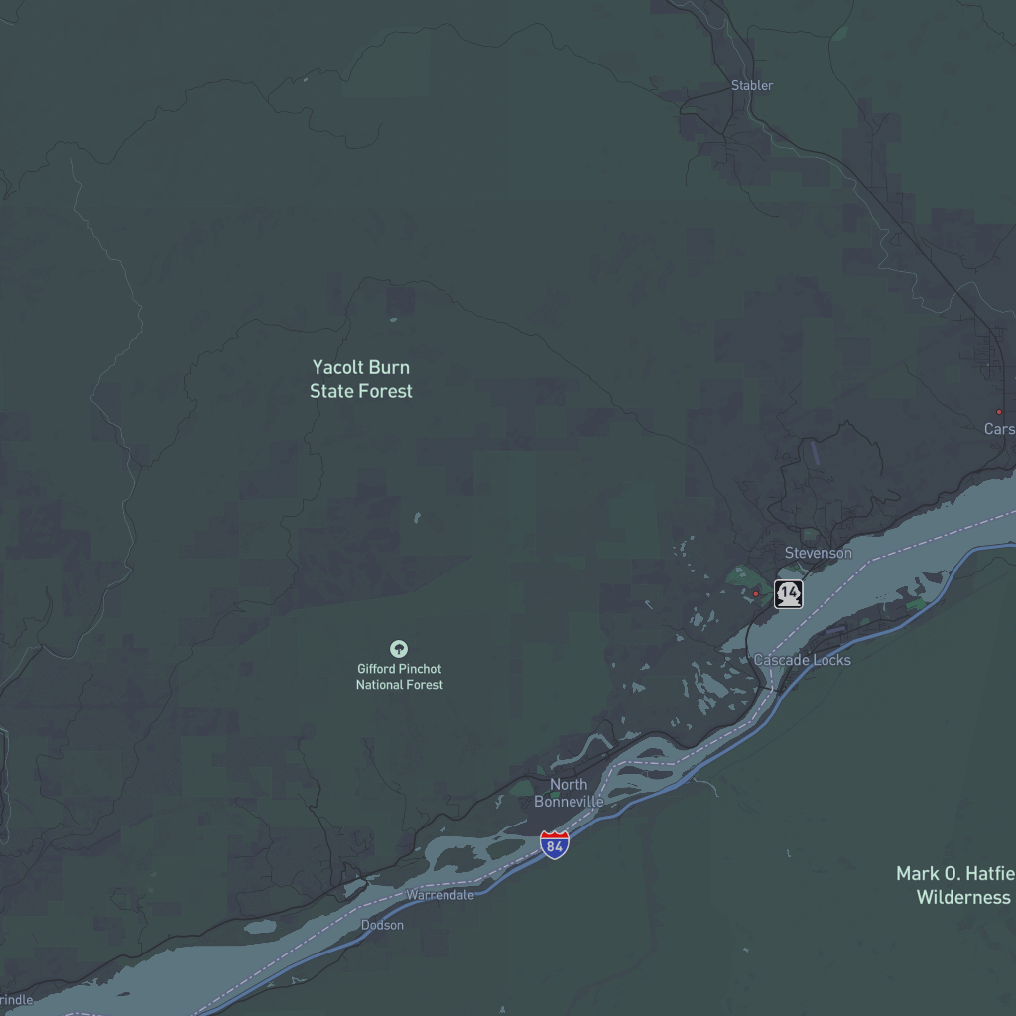 Stabler
Yacolt Burn
State Forest
Cars
Stevenson
14
Cascade Locks
Gifford Pinchot
National Forest
North
Bonneville
84
Mark O. Hatfie
Wilderness
Warrendale
Dodson
rindle